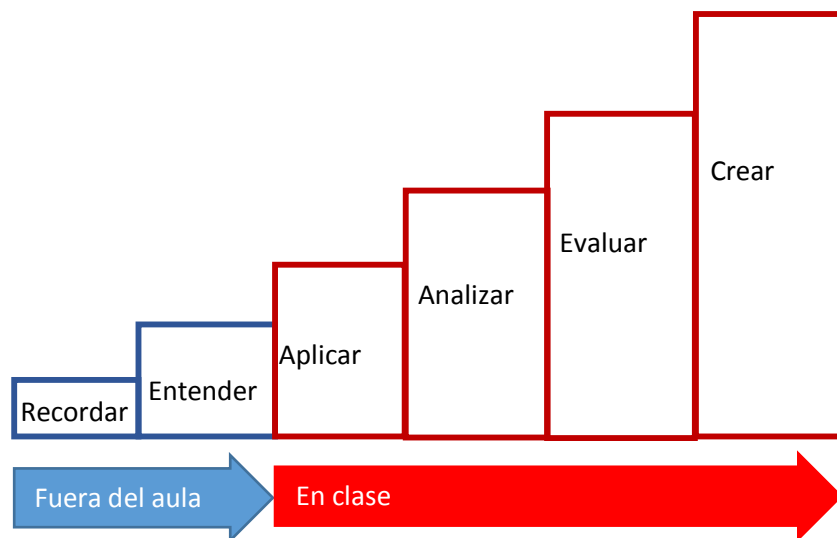 Recordar
Entender
Aplicar
Analizar
Evaluar
Crear
Fuera del aula
En clase